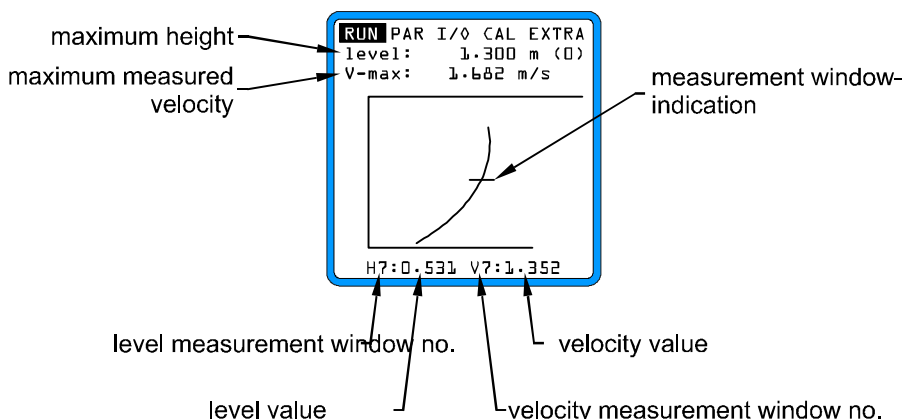 RUN PAR I/O CAL EXTRA
maximum height
level: 1.300 m (0)
maximum measured
velocity
V-max: 1.682 m/s
measurement window-
indication
H7:0.531 V7:1.352
level measurement window no.
velocity value
level value
velocity measurement window no.